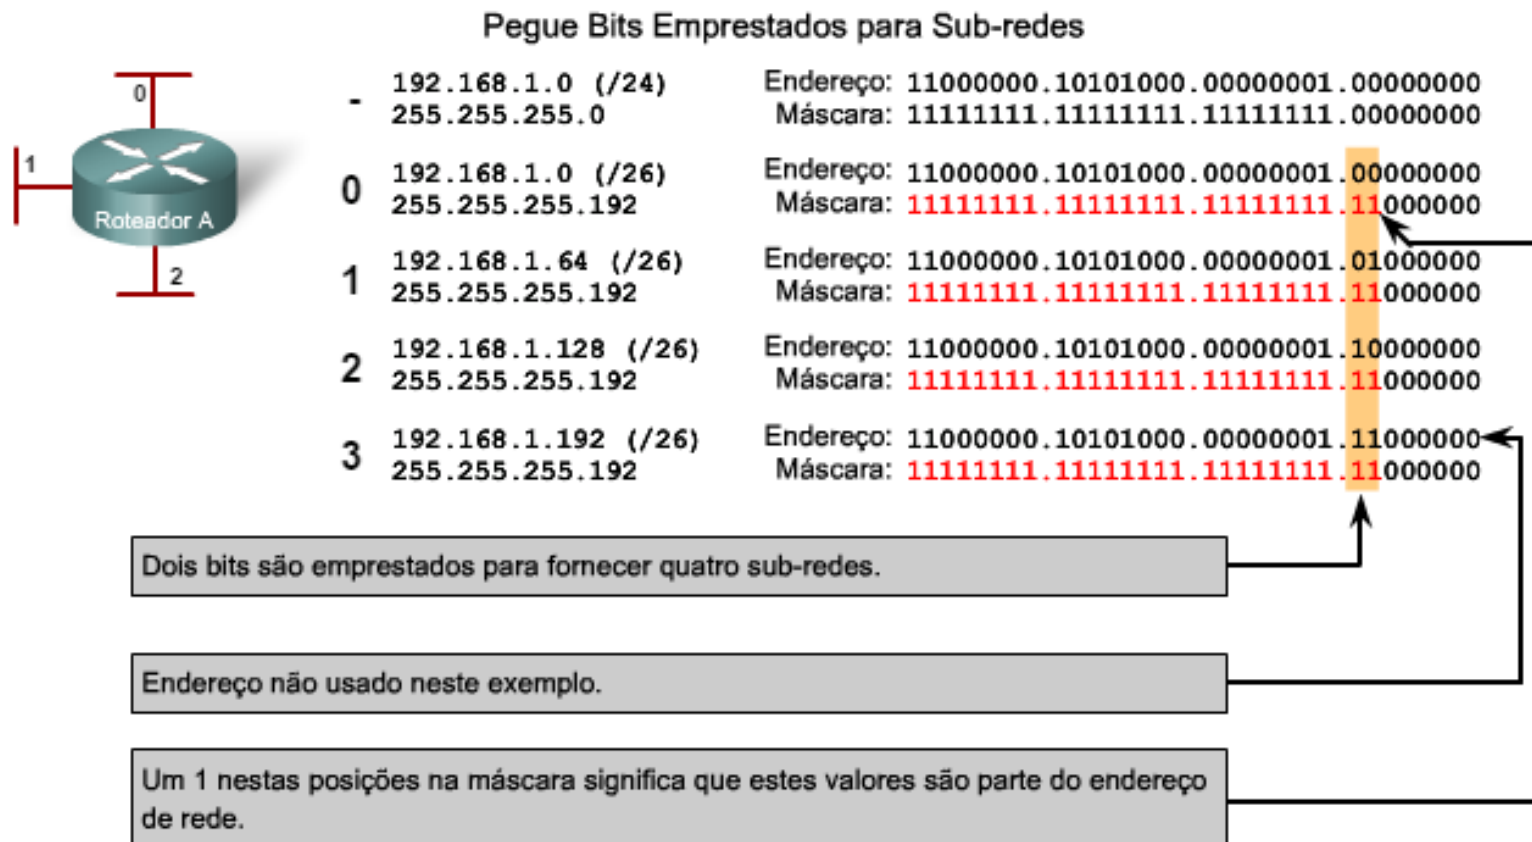 Pegue Bits Emprestados para Sub-redes
0
1
Roteador A
2
- 192.168.1.0 (/24) Endereço: 11000000.10101000.00000001.00000000
255.255.255.0 Máscara: 11111111.11111111.11111111.00000000
0 192.168.1.0 (/26) Endereço: 11000000.10101000.00000001.00000000
255.255.255.192 Máscara: 11111111.11111111.11111111.11000000
1 192.168.1.64 (/26) Endereço: 11000000.10101000.00000001.01000000
255.255.255.192 Máscara: 11111111.11111111.11111111.11000000
2 192.168.1.128 (/26) Endereço: 11000000.10101000.00000001.10000000
255.255.255.192 Máscara: 11111111.11111111.11111111.11000000
3 192.168.1.192 (/26) Endereço: 11000000.10101000.00000001.11000000
255.255.255.192 Máscara: 11111111.11111111.11111111.11000000
Dois bits são emprestados para fornecer quatro sub-redes.
Endereço não usado neste exemplo.
Um 1 nestas posições na máscara significa que estes valores são parte do endereço
de rede.